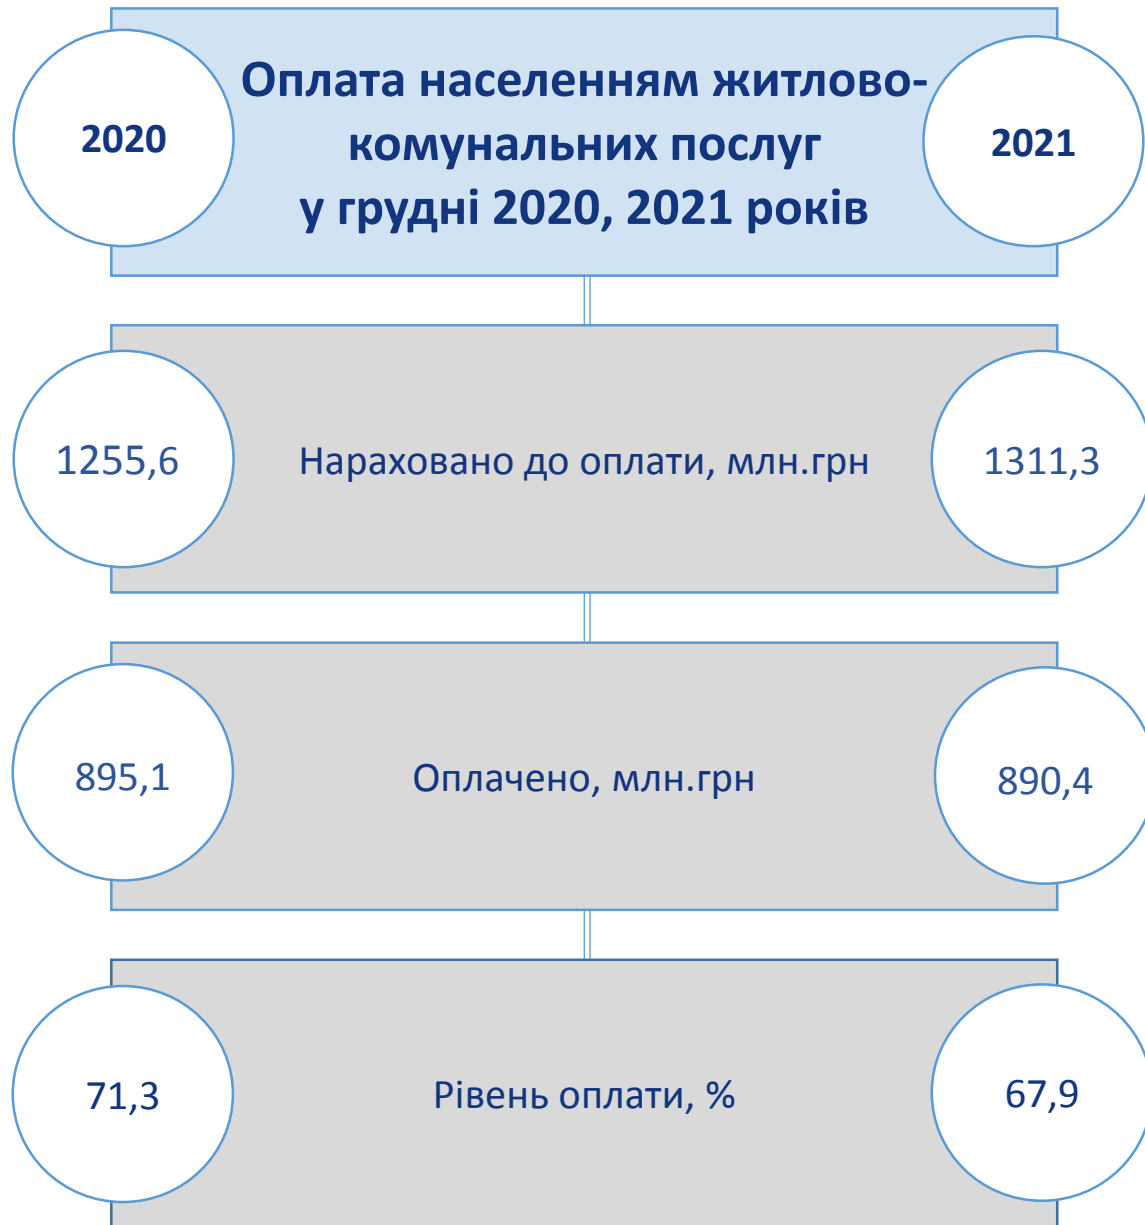 2020
Оплата населенням житлово-
комунальних послуг
у грудні 2020, 2021 років
2021
1255,6
Нараховано до оплати, млн.грн
1311,3
895,1
Оплачено, млн.грн
890,4
71,3
Рівень оплати, %
67,9